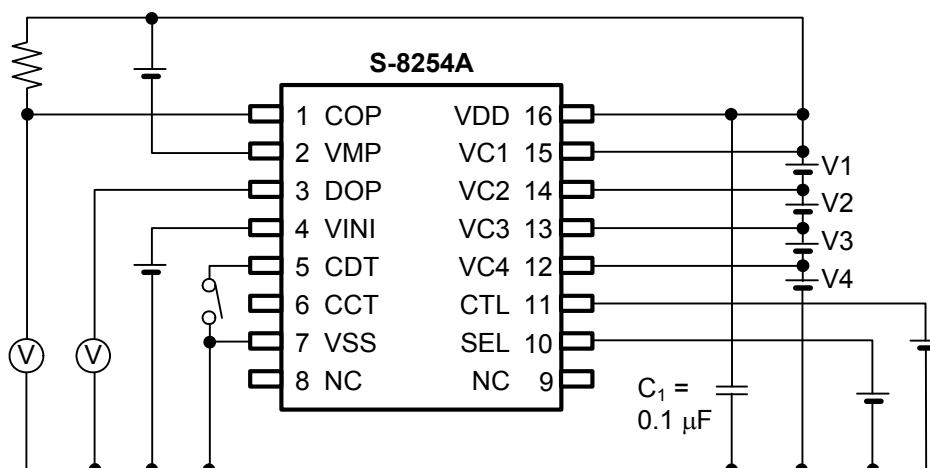 S-8254A
1 COP VDD 16
2 VMP VC1 15
3 DOP VC2 14
4 VINI VC3 13
5 CDT VC4 12
6 CCT CTL 11
7 VSS SEL 10
8 NC NC 9
V1
V2
V3
V4
V
V
C₁ =
0.1 μF